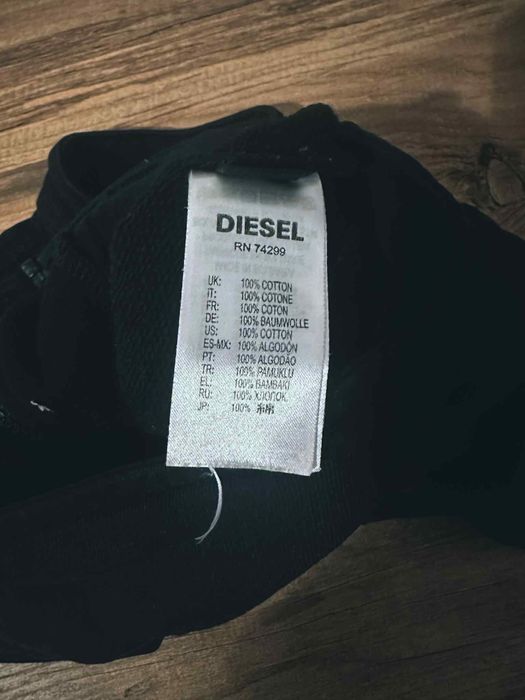 DIESEL
RN 74299
UK: 100% COTTON
IT: 100% COTONE
FR: 100% COTON
DE: 100% BAUMWOLLE
US: 100% COTTON
ES-MX: 100% ALGODÓN
PT: 100% ALGODÃO
TR: 100% PAMUKLU
EL: 100% ΒΑΜΒΑΚΙ
RU: 100% ХЛОПОК
JP: 100%